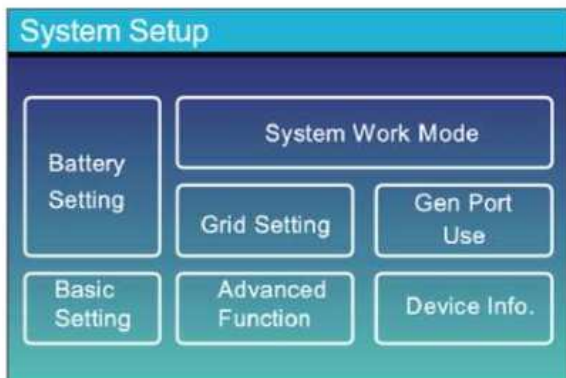 System Setup
Battery
Setting
System Work Mode
Grid Setting
Gen Port
Use
Basic
Setting
Advanced
Function
Device Info.